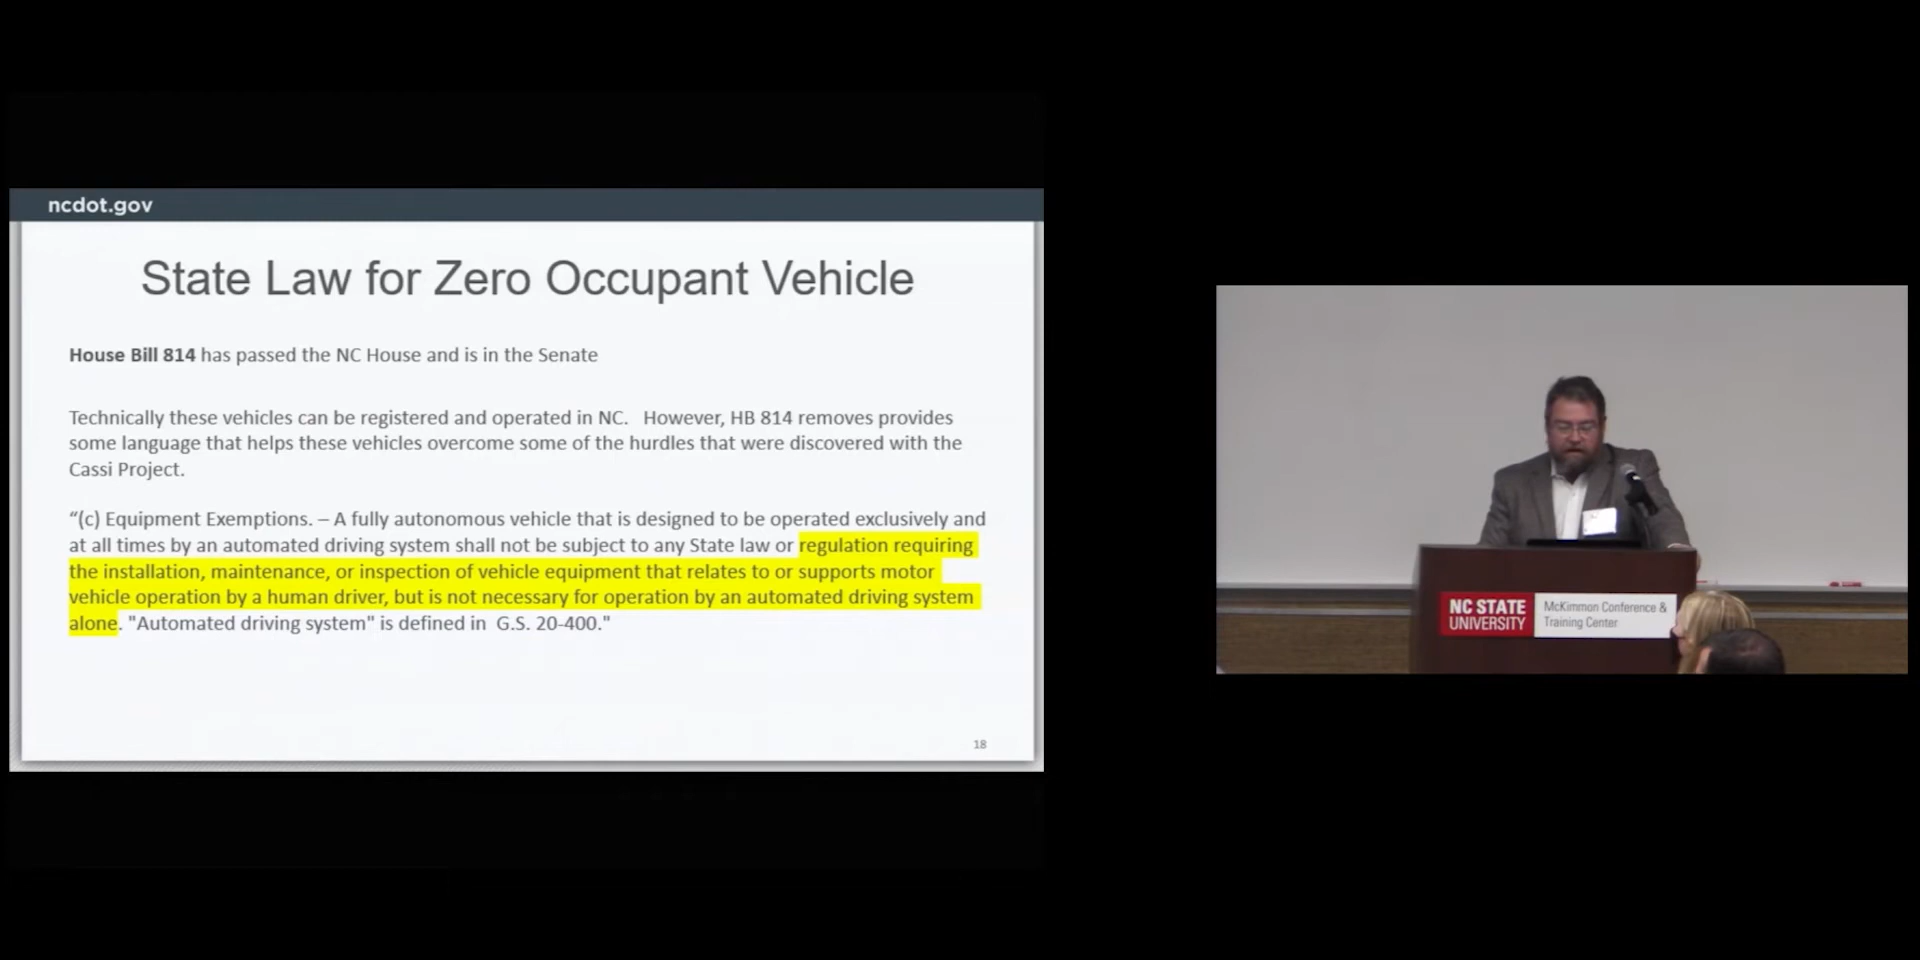 ncdot.gov
State Law for Zero Occupant Vehicle
House Bill 814 has passed the NC House and is in the Senate
Technically these vehicles can be registered and operated in NC.   However, HB 814 removes provides
some language that helps these vehicles overcome some of the hurdles that were discovered with the
Cassi Project.
“(c) Equipment Exemptions. – A fully autonomous vehicle that is designed to be operated exclusively and
at all times by an automated driving system shall not be subject to any State law or regulation requiring
the installation, maintenance, or inspection of vehicle equipment that relates to or supports motor
vehicle operation by a human driver, but is not necessary for operation by an automated driving system
alone. "Automated driving system" is defined in  G.S. 20-400."
18
NC STATE
UNIVERSITY
McKimmon Conference &
Training Center